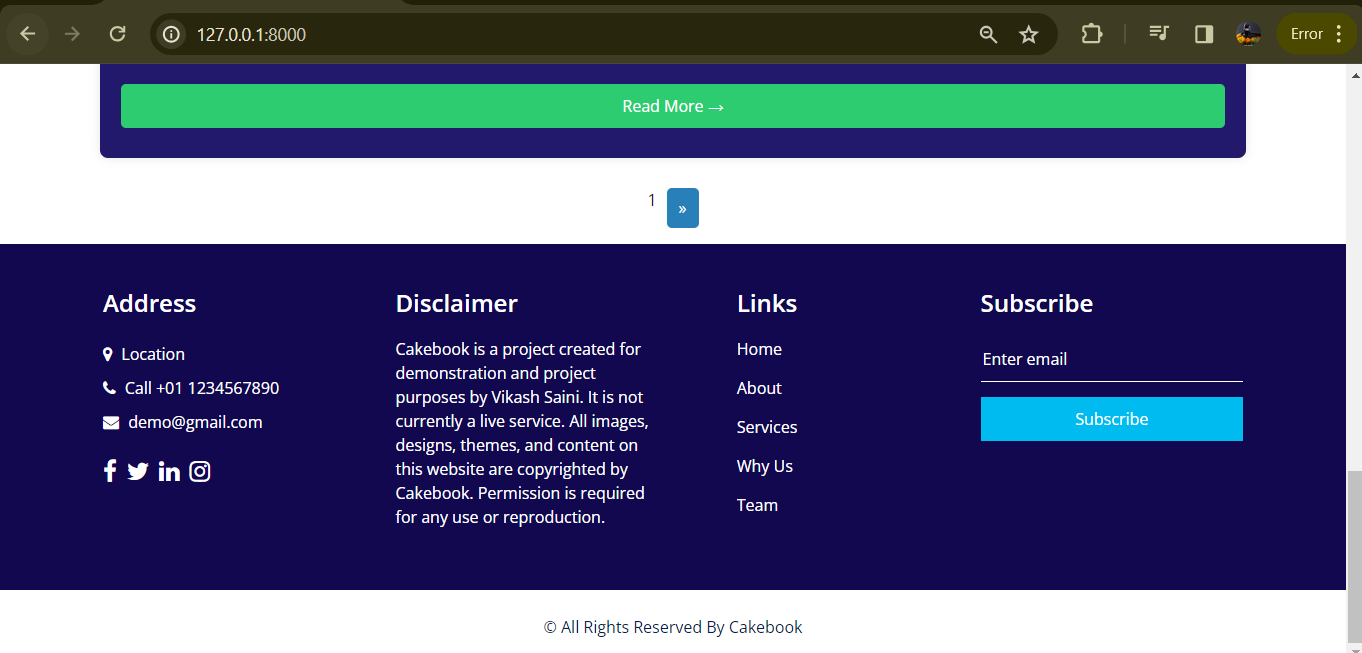 127.0.0.1:8000
Error
Read More →
1 »
Address
Location
Call +01 1234567890
demo@gmail.com
Disclaimer
Cakebook is a project created for
demonstration and project
purposes by Vikash Saini. It is not
currently a live service. All images,
designs, themes, and content on
this website are copyrighted by
Cakebook. Permission is required
for any use or reproduction.
Links
Home
About
Services
Why Us
Team
Subscribe
Enter email
Subscribe
© All Rights Reserved By Cakebook